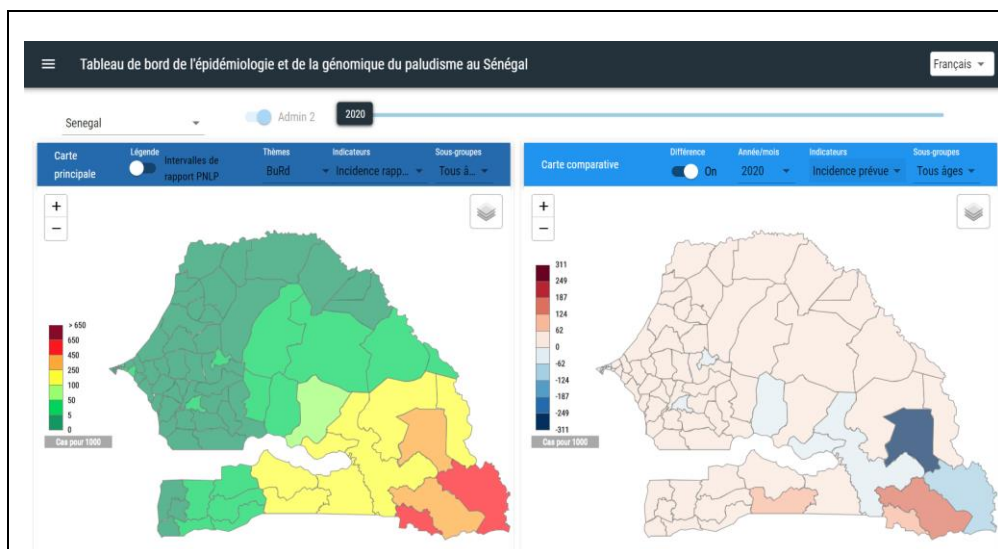 Tableau de bord de l'épidémiologie et de la génomique du paludisme au Sénégal
Français
Senegal
Admin 2
2020
Carte principale
Légende
Intervalles de rapport PNLP
Thèmes
BuRd
Indicateurs
Incidence rapp...
Sous-groupes
Tous â...
Carte comparative
Différence
On
Année/mois
2020
Indicateurs
Incidence prévue
Sous-groupes
Tous âges
+
−
> 650
650
450
250
100
50
5
0
Cas pour 1000
+
−
311
249
187
124
62
0
-62
-124
-187
-249
-311
Cas pour 1000